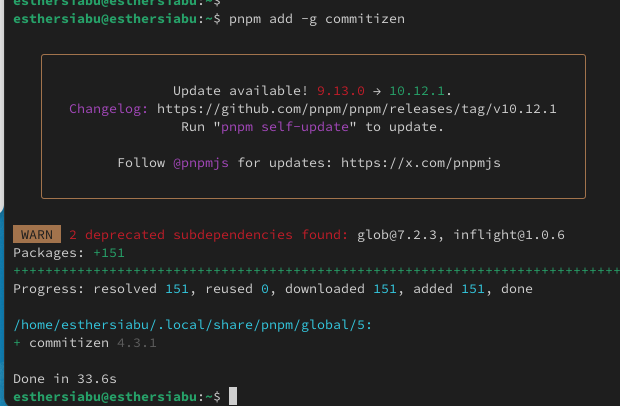 esthersiabu@esthersiabu:~$
esthersiabu@esthersiabu:~$ pnpm add -g commitizen
Update available! 9.13.0 → 10.12.1.
Changelog: https://github.com/pnpm/pnpm/releases/tag/v10.12.1
Run "pnpm self-update" to update.
Follow @pnpmjs for updates: https://x.com/pnpmjs
WARN 2 deprecated subdependencies found: glob@7.2.3, inflight@1.0.6
Packages: +151
++++++++++++++++++++++++++++++++++++++++++++++++++++++++++++++++++++++++++++
Progress: resolved 151, reused 0, downloaded 151, added 151, done
/home/esthersiabu/.local/share/pnpm/global/5:
+ commitizen 4.3.1
Done in 33.6s
esthersiabu@esthersiabu:~$